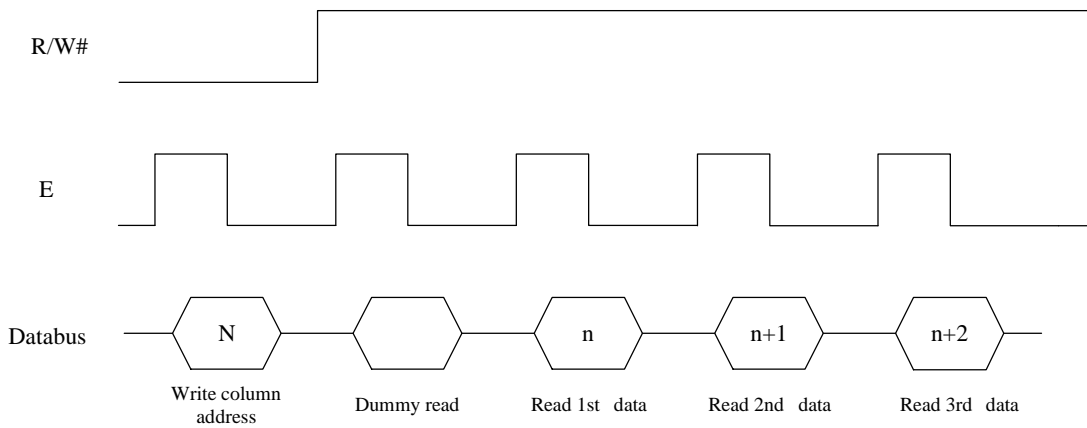 R/W#
E
Databus
N
n
n+1
n+2
Write column
address
Dummy read
Read 1st data
Read 2nd data
Read 3rd data